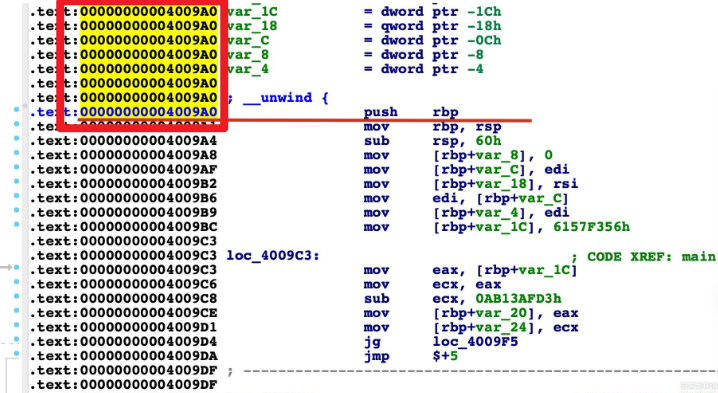 .text:00000000004009A0 var_1C = dword ptr -1Ch
.text:00000000004009A0 var_18 = qword ptr -18h
.text:00000000004009A0 var_C = dword ptr -0Ch
.text:00000000004009A0 var_8 = dword ptr -8
.text:00000000004009A0 var_4 = dword ptr -4
.text:00000000004009A0
.text:00000000004009A0 ; __unwind {
.text:00000000004009A0 push rbp
.text:00000000004009A1 mov rbp, rsp
.text:00000000004009A4 sub rsp, 60h
.text:00000000004009A8 mov [rbp+var_8], 0
.text:00000000004009AF mov [rbp+var_C], edi
.text:00000000004009B2 mov [rbp+var_18], rsi
.text:00000000004009B6 mov edi, [rbp+var_C]
.text:00000000004009B9 mov [rbp+var_4], edi
.text:00000000004009BC mov [rbp+var_1C], 6157F356h
.text:00000000004009C3
.text:00000000004009C3 loc_4009C3: ; CODE XREF: main
.text:00000000004009C3 mov eax, [rbp+var_1C]
.text:00000000004009C6 mov ecx, eax
.text:00000000004009C8 sub ecx, 0AB13AFD3h
.text:00000000004009CE mov [rbp+var_20], eax
.text:00000000004009D1 mov [rbp+var_24], ecx
.text:00000000004009D4 jg loc_4009F5
.text:00000000004009DA jmp $+5
.text:00000000004009DF ; ---------------------------------------------------------
.text:00000000004009DF